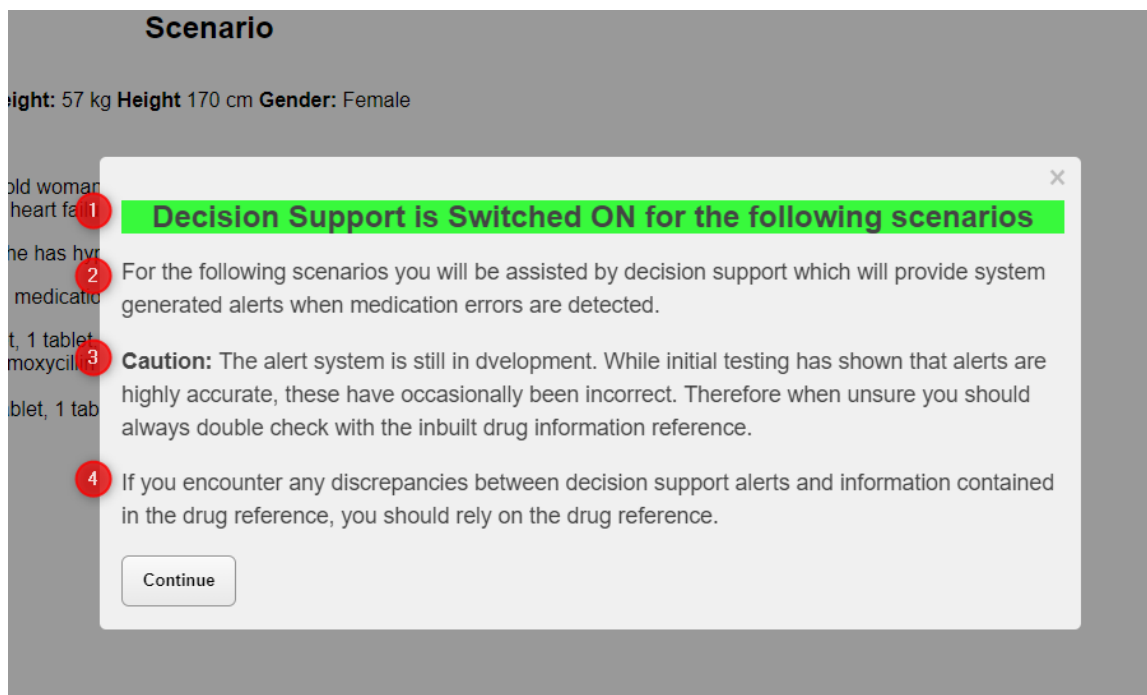 Scenario
eight: 57 kg Height 170 cm Gender: Female
old woman
heart fail
1
Decision Support is Switched ON for the following scenarios
he has hyp
2
For the following scenarios you will be assisted by decision support which will provide system
generated alerts when medication errors are detected.
medicatio
t, 1 tablet
moxycillin
3
Caution: The alert system is still in dvelopment. While initial testing has shown that alerts are
highly accurate, these have occasionally been incorrect. Therefore when unsure you should
always double check with the inbuilt drug information reference.
ablet, 1 tab
4
If you encounter any discrepancies between decision support alerts and information contained
in the drug reference, you should rely on the drug reference.
Continue